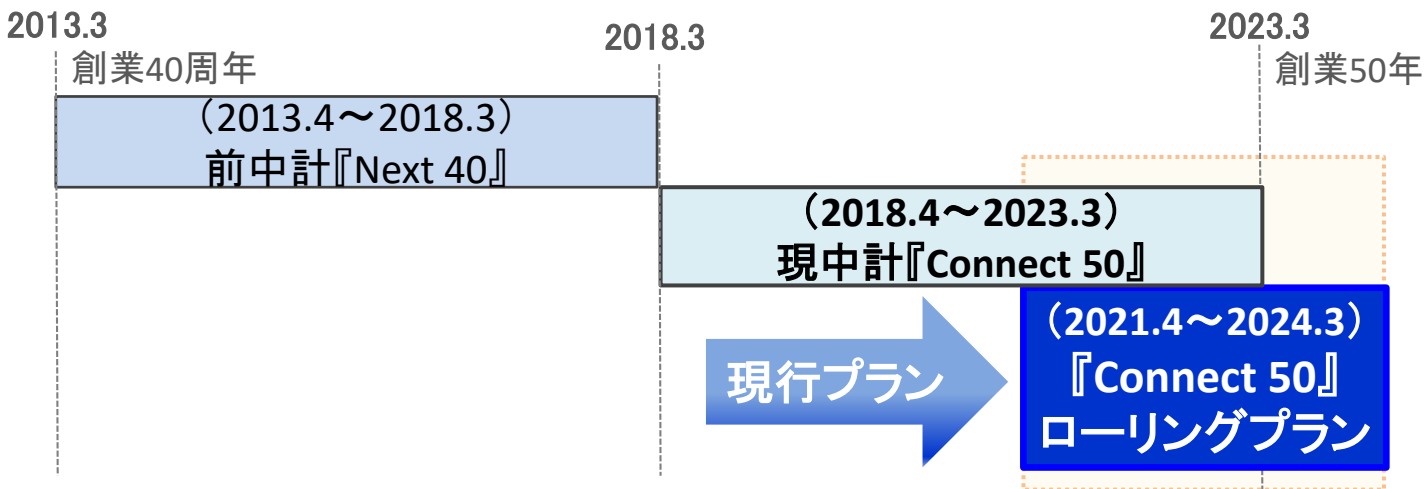 2013.3
2018.3
2023.3
創業40周年
創業50年
（2013.4～2018.3）
前中計『Next 40』
（2018.4～2023.3）
現中計『Connect 50』
現行プラン
（2021.4～2024.3）
『Connect 50』
ローリングプラン